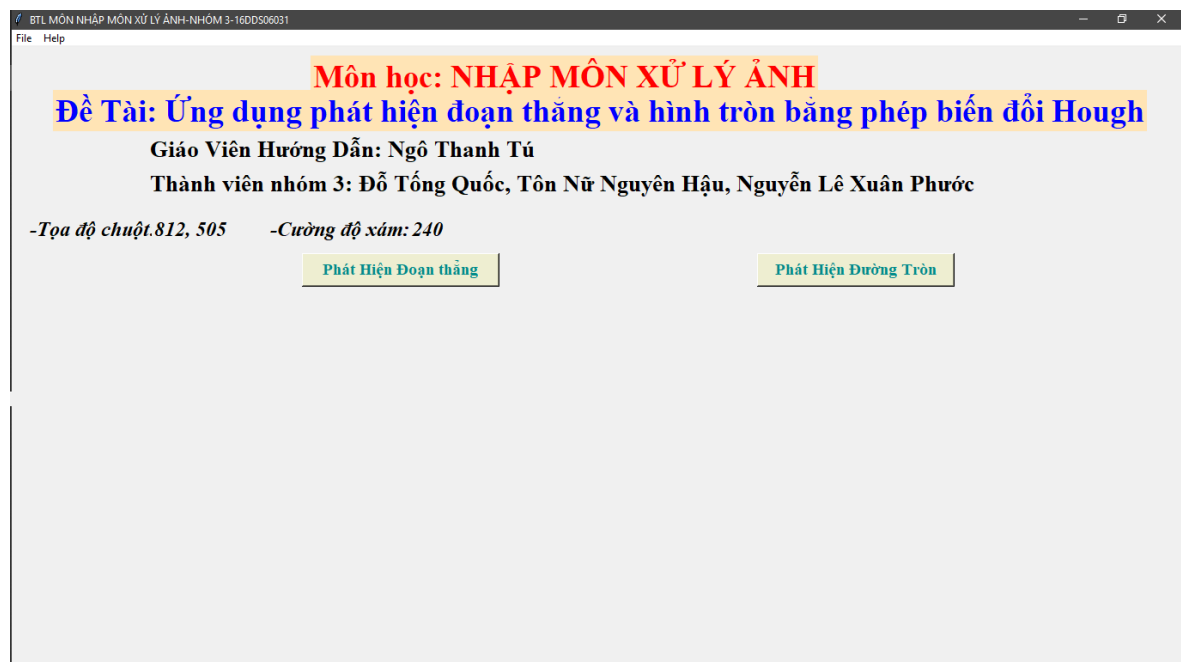 BTL MÔN NHẬP MÔN XỬ LÝ ẢNH-NHÓM 3-16DDS06031
File Help
Môn học: NHẬP MÔN XỬ LÝ ẢNH
Đề Tài: Ứng dụng phát hiện đoạn thẳng và hình tròn bằng phép biến đổi Hough
Giáo Viên Hướng Dẫn: Ngô Thanh Tú
Thành viên nhóm 3: Đỗ Tống Quốc, Tôn Nữ Nguyên Hậu, Nguyễn Lê Xuân Phước
-Tọa độ chuột.812, 505 -Cường độ xám: 240
Phát Hiện Đoạn thẳng Phát Hiện Đường Tròn